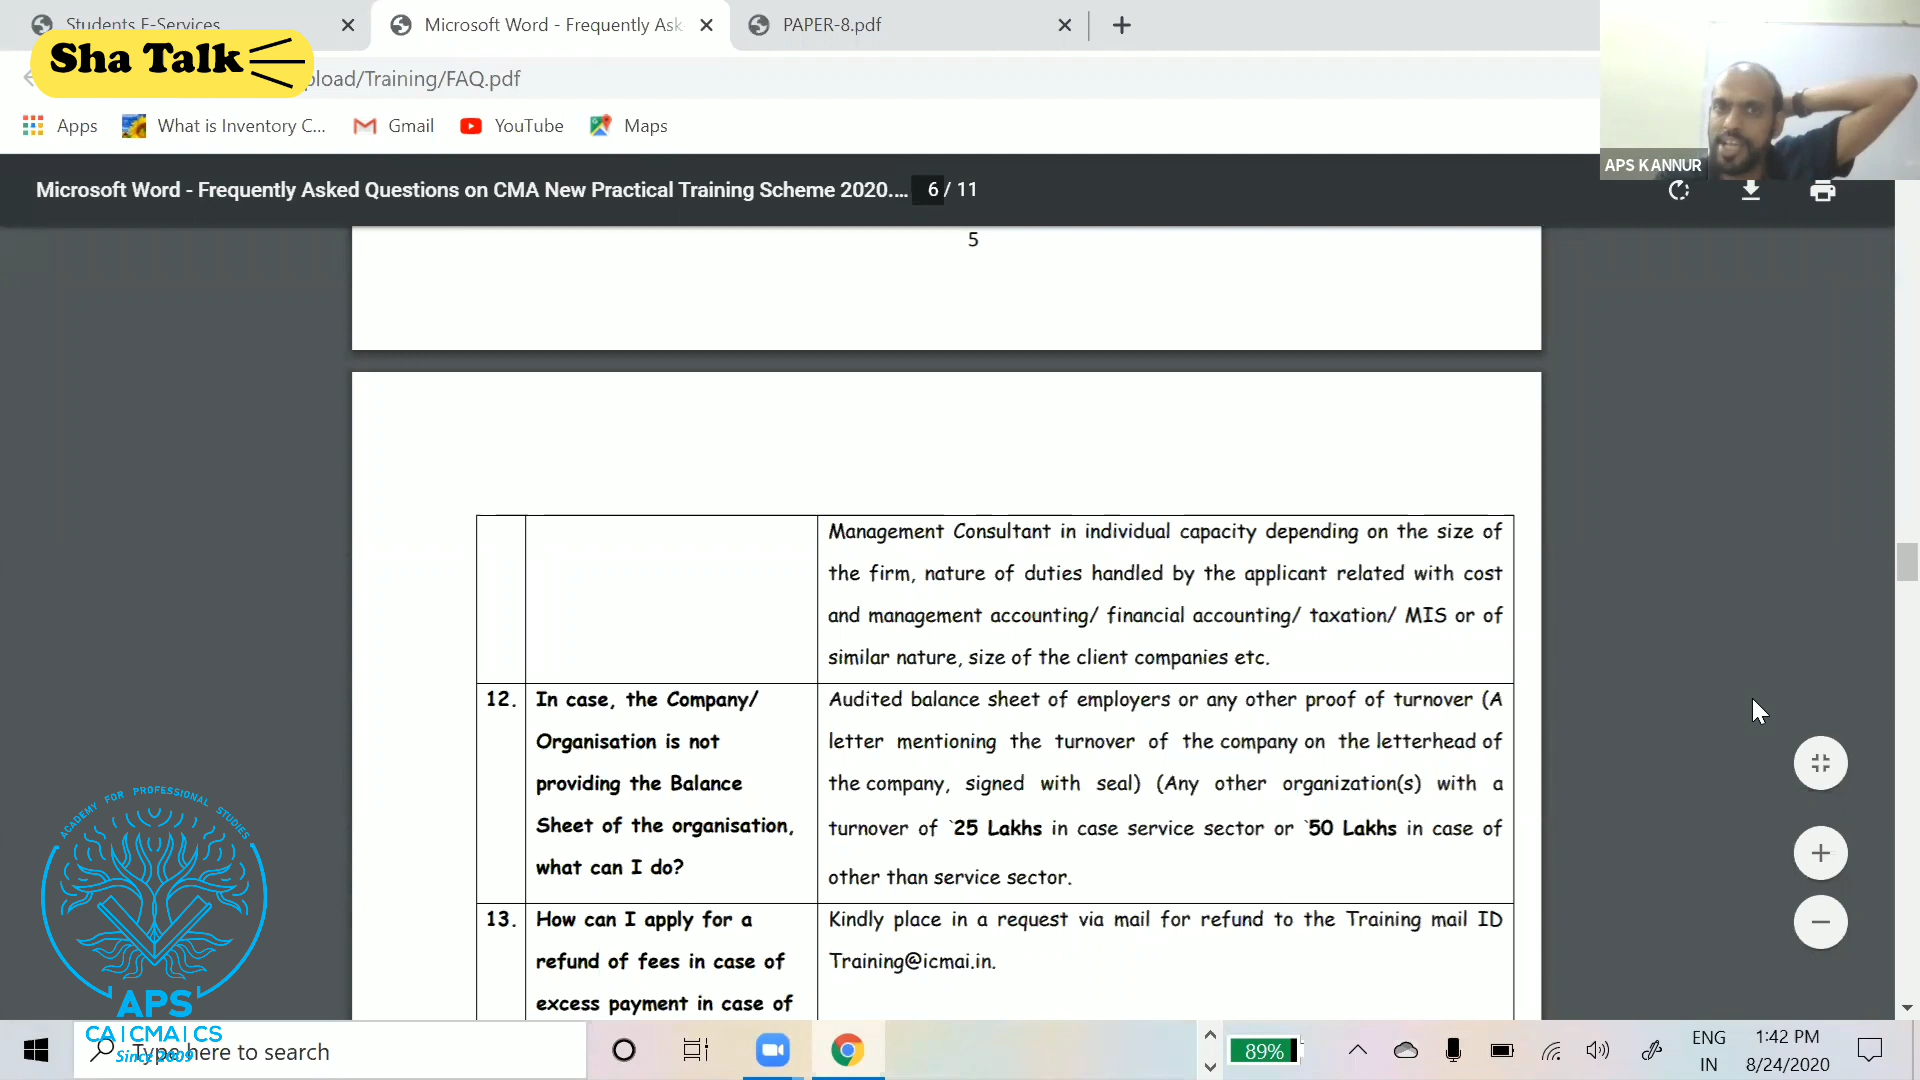 Students E-Services
Microsoft Word - Frequently Ask
PAPER-8.pdf
Sha Talk
pload/Training/FAQ.pdf
Apps
What is Inventory C...
Gmail
YouTube
Maps
APS KANNUR
Microsoft Word - Frequently Asked Questions on CMA New Practical Training Scheme 2020.... 6 / 11
5
Management Consultant in individual capacity depending on the size of
the firm, nature of duties handled by the applicant related with cost
and management accounting/ financial accounting/ taxation/ MIS or of
similar nature, size of the client companies etc.
12.
In case, the Company/
Organisation is not
providing the Balance
Sheet of the organisation,
what can I do?
Audited balance sheet of employers or any other proof of turnover (A
letter mentioning the turnover of the company on the letterhead of
the company, signed with seal) (Any other organization(s) with a
turnover of `25 Lakhs in case service sector or `50 Lakhs in case of
other than service sector.
13.
How can I apply for a
refund of fees in case of
excess payment in case of
Kindly place in a request via mail for refund to the Training mail ID
Training@icmai.in.
ACADEMY FOR PROFESSIONAL STUDIES
APS
CA|CMA|CS
Since 2009
Type here to search
89%
ENG
IN
1:42 PM
8/24/2020